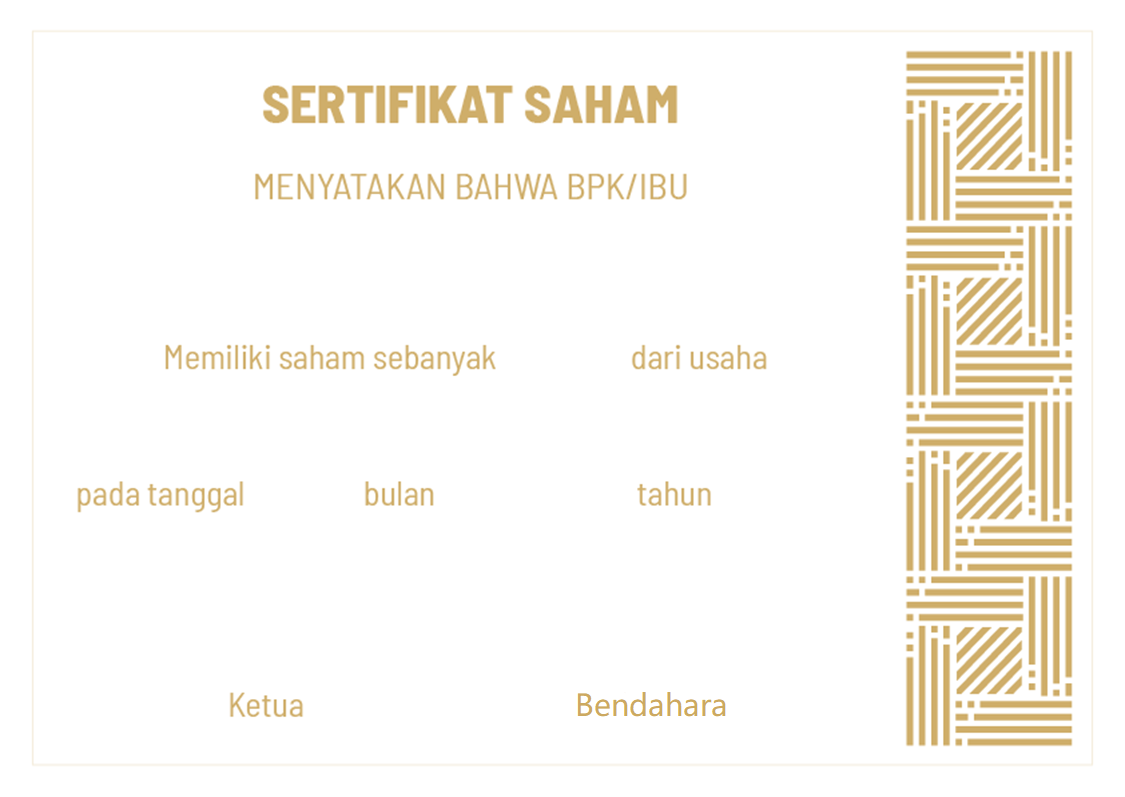 SERTIFIKAT SAHAM
MENYATAKAN BAHWA BPK/IBU
Memiliki saham sebanyak dari usaha
pada tanggal bulan tahun
Ketua Bendahara